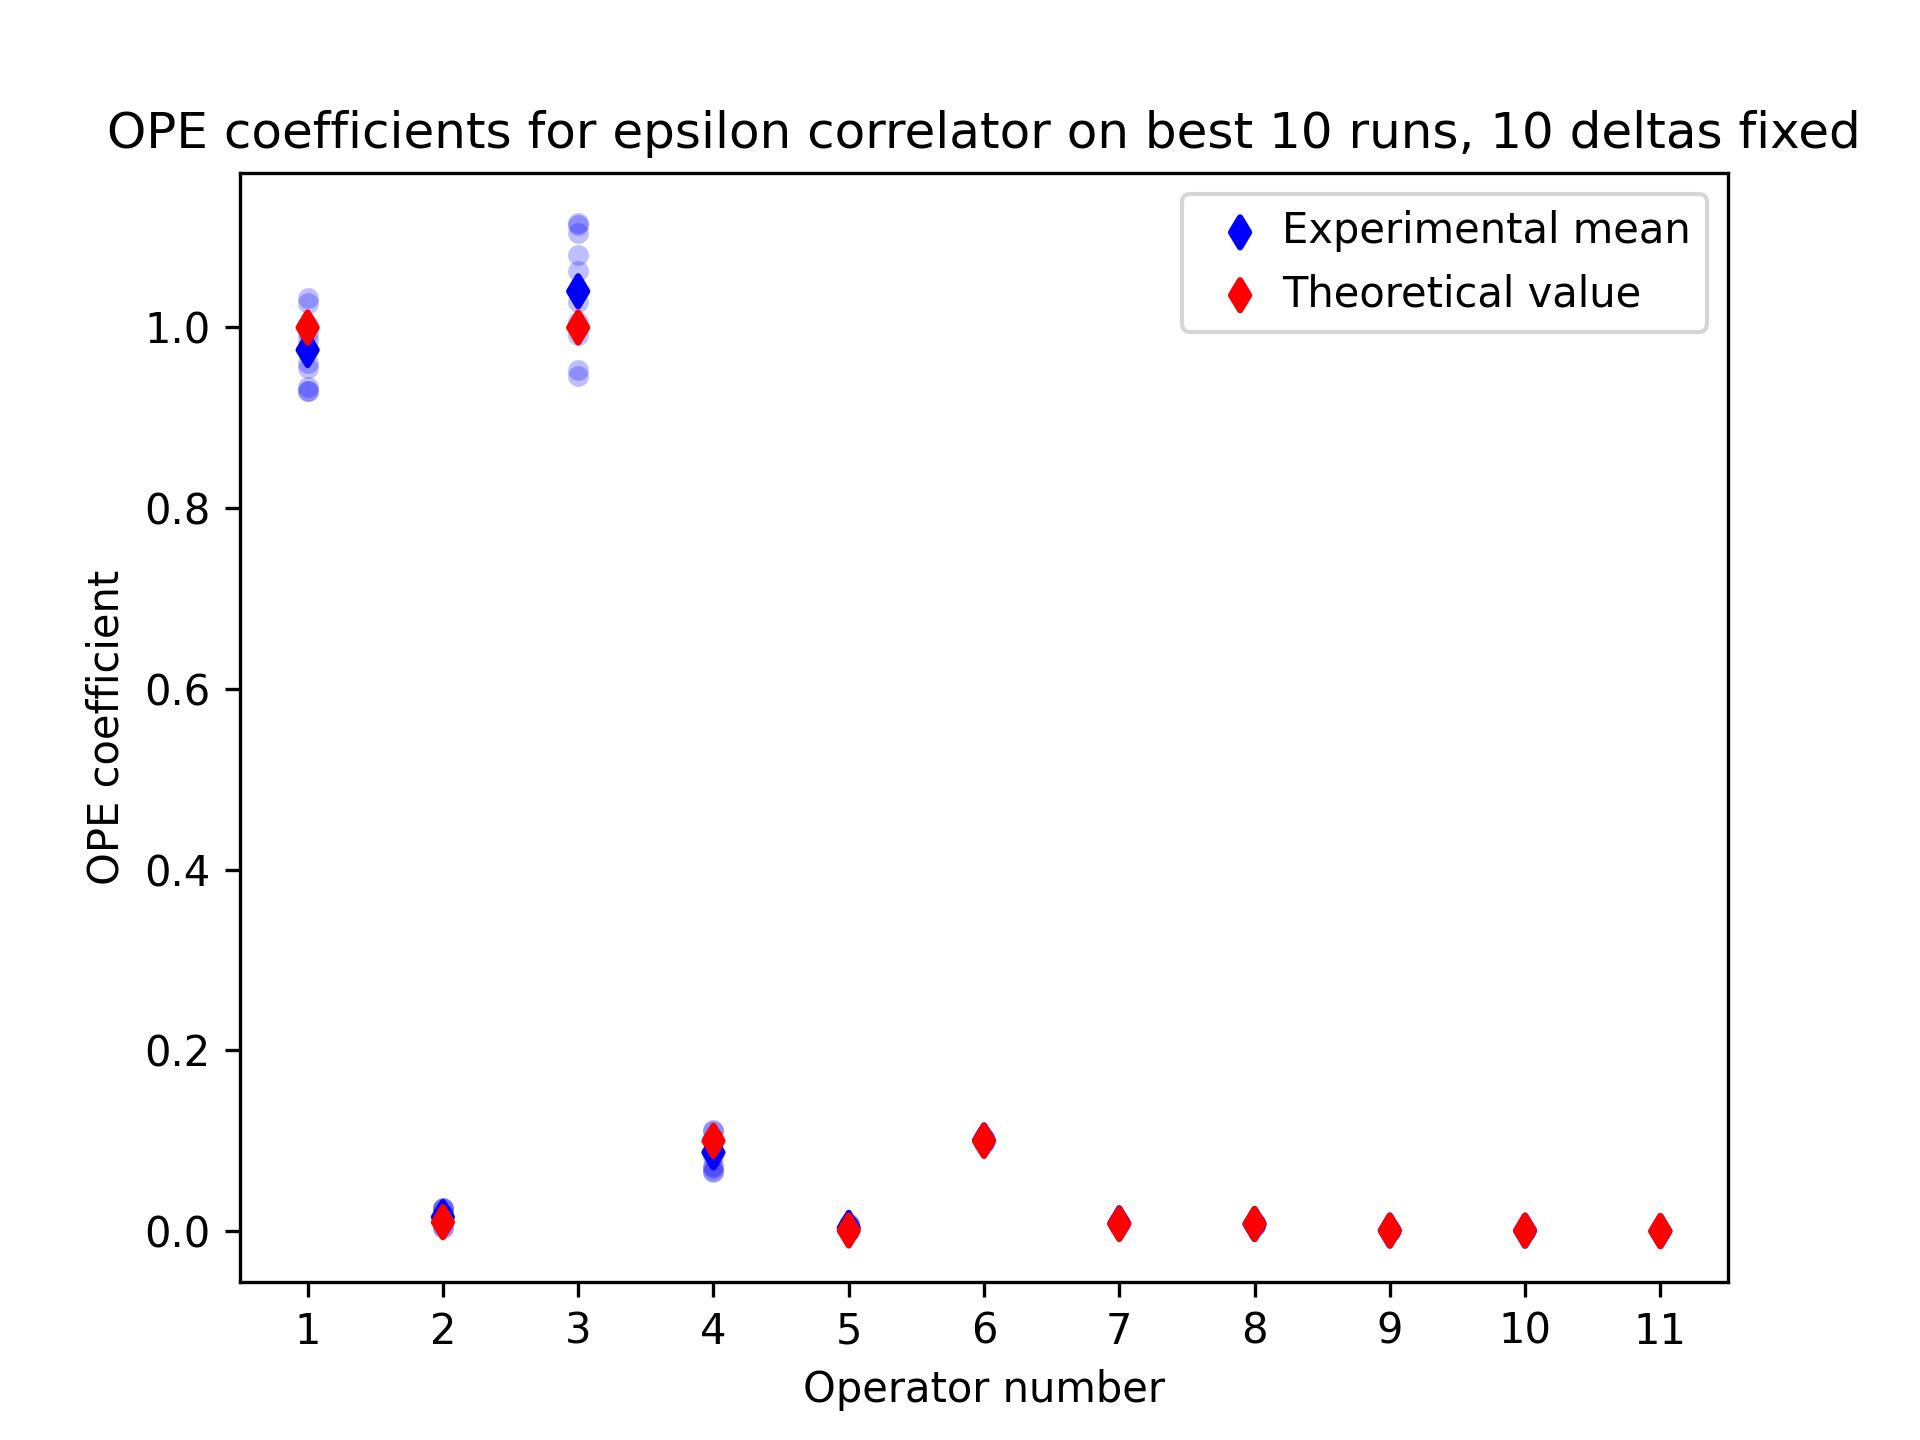 OPE coefficients for epsilon correlator on best 10 runs, 10 deltas fixed
Experimental mean
Theoretical value
OPE coefficient
1.0
0.8
0.6
0.4
0.2
0.0
1 2 3 4 5 6 7 8 9 10 11
Operator number